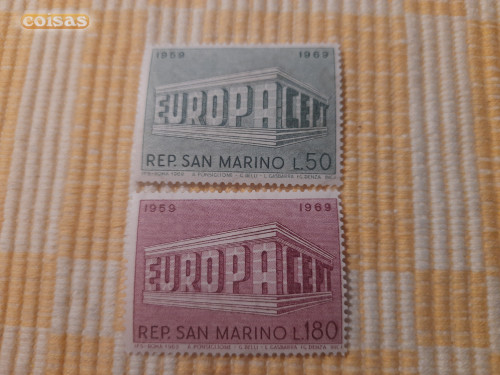 coisas
1959 1969
EUROPA CEPT
REP. SAN MARINO L.50
1959 1969
EUROPA CEPT
REP. SAN MARINO L.180